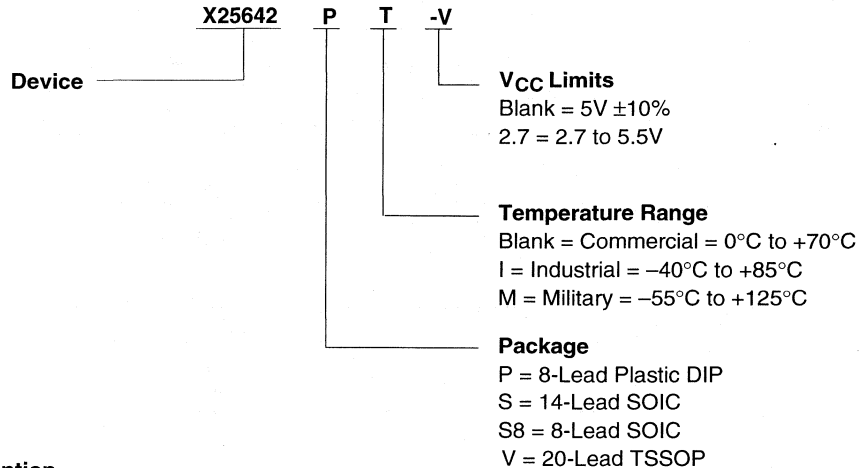 X25642 P T -V
Device
VCC Limits
Blank = 5V ±10%
2.7 = 2.7 to 5.5V
Temperature Range
Blank = Commercial = 0°C to +70°C
I = Industrial = –40°C to +85°C
M = Military = –55°C to +125°C
Package
P = 8-Lead Plastic DIP
S = 14-Lead SOIC
S8 = 8-Lead SOIC
V = 20-Lead TSSOP